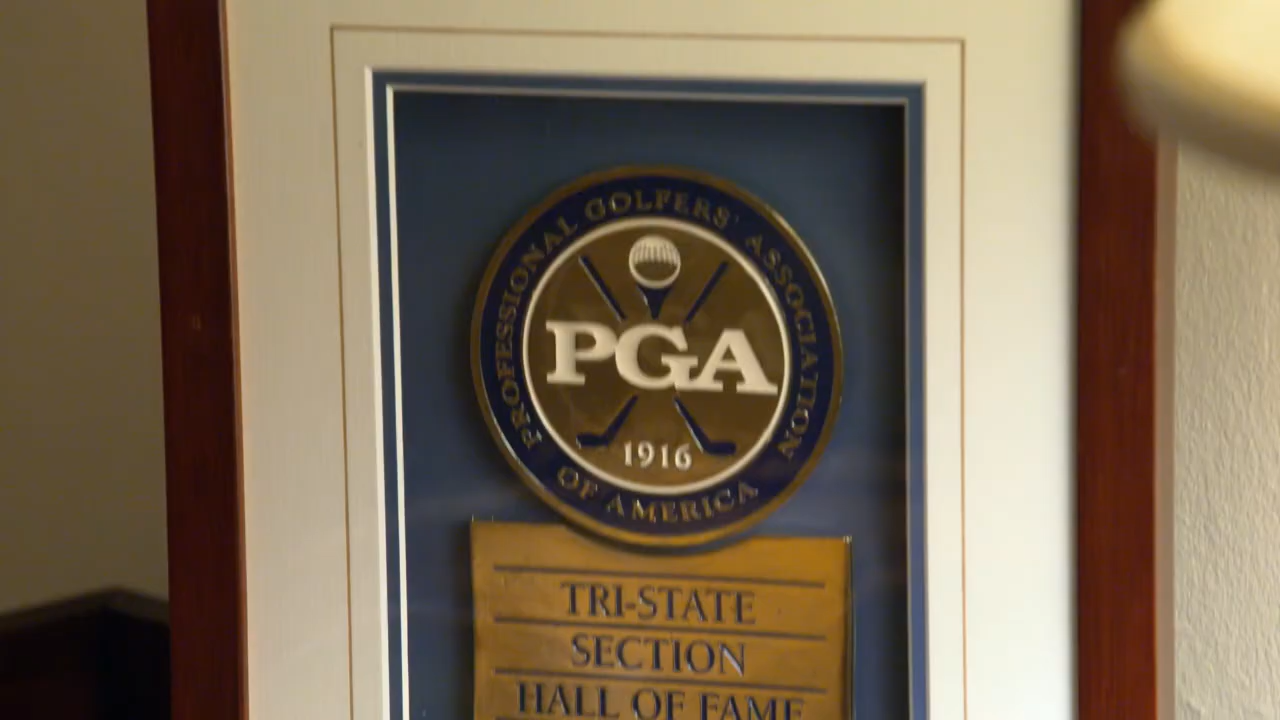 PROFESSIONAL GOLFERS' ASSOCIATION
PGA
1916
OF AMERICA
TRI-STATE
SECTION
HALL OF FAME